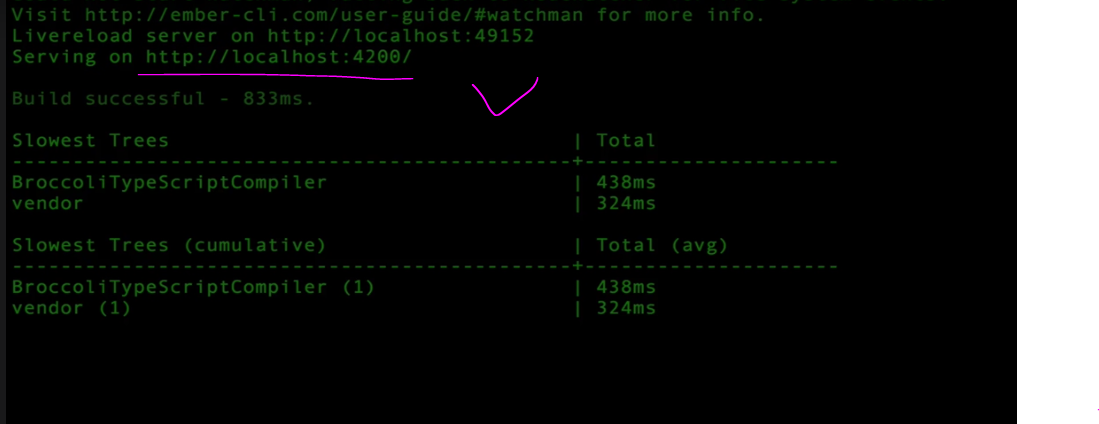 Visit http://ember-cli.com/user-guide/#watchman for more info.
Livereload server on http://localhost:49152
Serving on http://localhost:4200/
Build successful - 833ms.
Slowest Trees | Total
----------------------------------------------+---------------------
BroccoliTypeScriptCompiler | 438ms
vendor | 324ms
Slowest Trees (cumulative) | Total (avg)
----------------------------------------------+---------------------
BroccoliTypeScriptCompiler (1) | 438ms
vendor (1) | 324ms